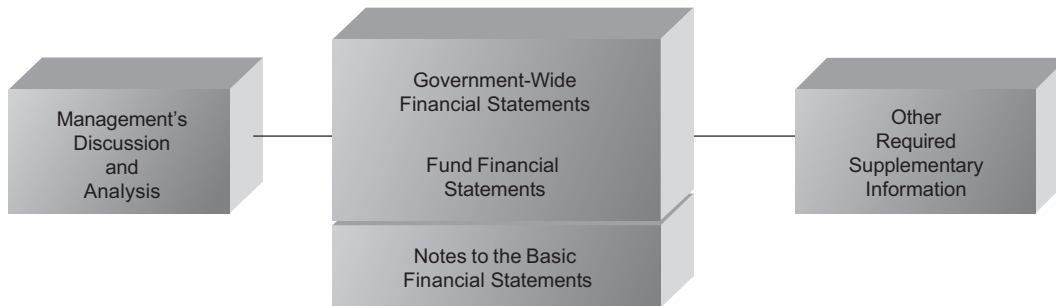 Management's
Discussion
and
Analysis
Government-Wide
Financial Statements
Fund Financial
Statements
Notes to the Basic
Financial Statements
Other
Required
Supplementary
Information